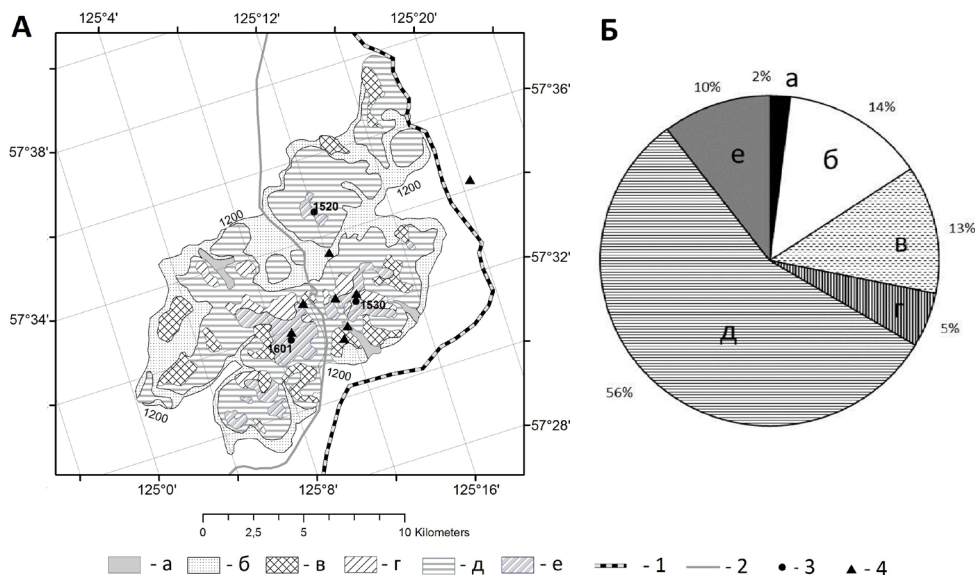 А
125°4'
125°12'
125°20'
57°38'
57°34'
57°36'
57°32'
57°28'
1200
1200
1520
1530
1601
1200
1200
125°0'
125°8'
125°16'
0 2,5 5 10 Kilometers
Б
10%
2%
а
14%
е
б
13%
в
г
5%
д
56%
- а - б - в - г - д - е - 1 - 2 - 3 - 4